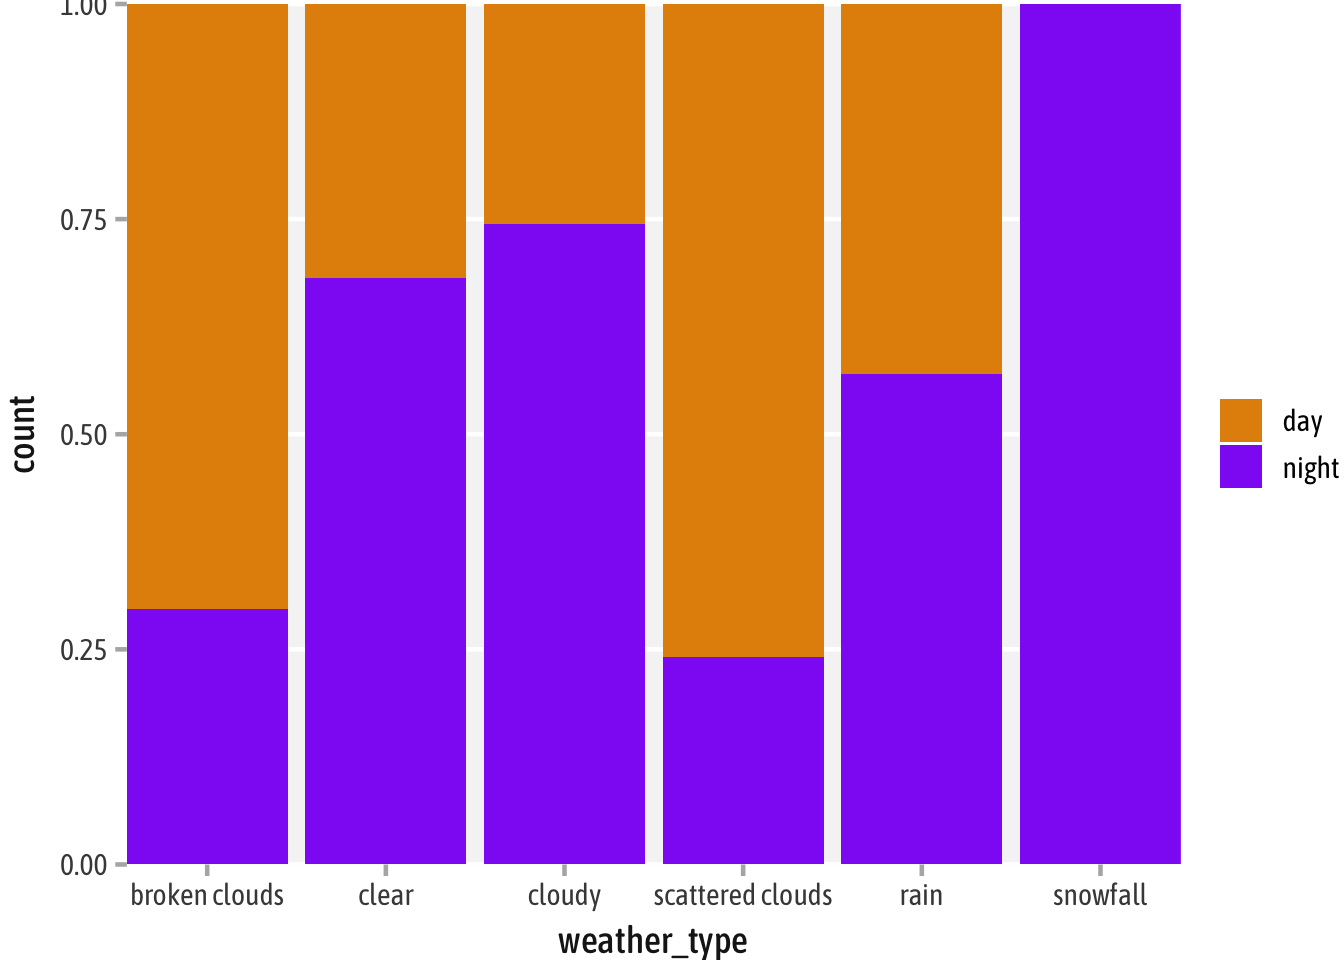 1.00
0.75
0.50
0.25
0.00
count
broken clouds
clear
cloudy
scattered clouds
rain
snowfall
weather_type
day
night